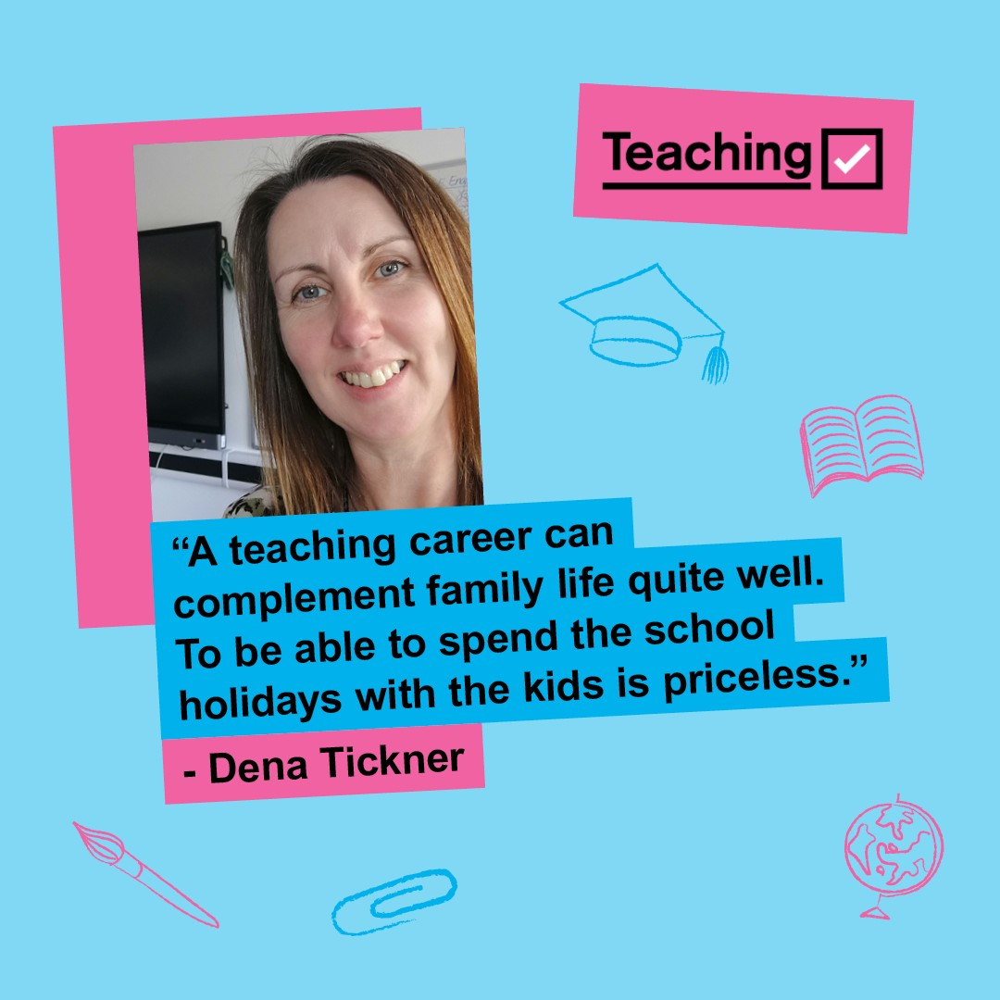 Teaching
“A teaching career can
complement family life quite well.
To be able to spend the school
holidays with the kids is priceless.”
- Dena Tickner